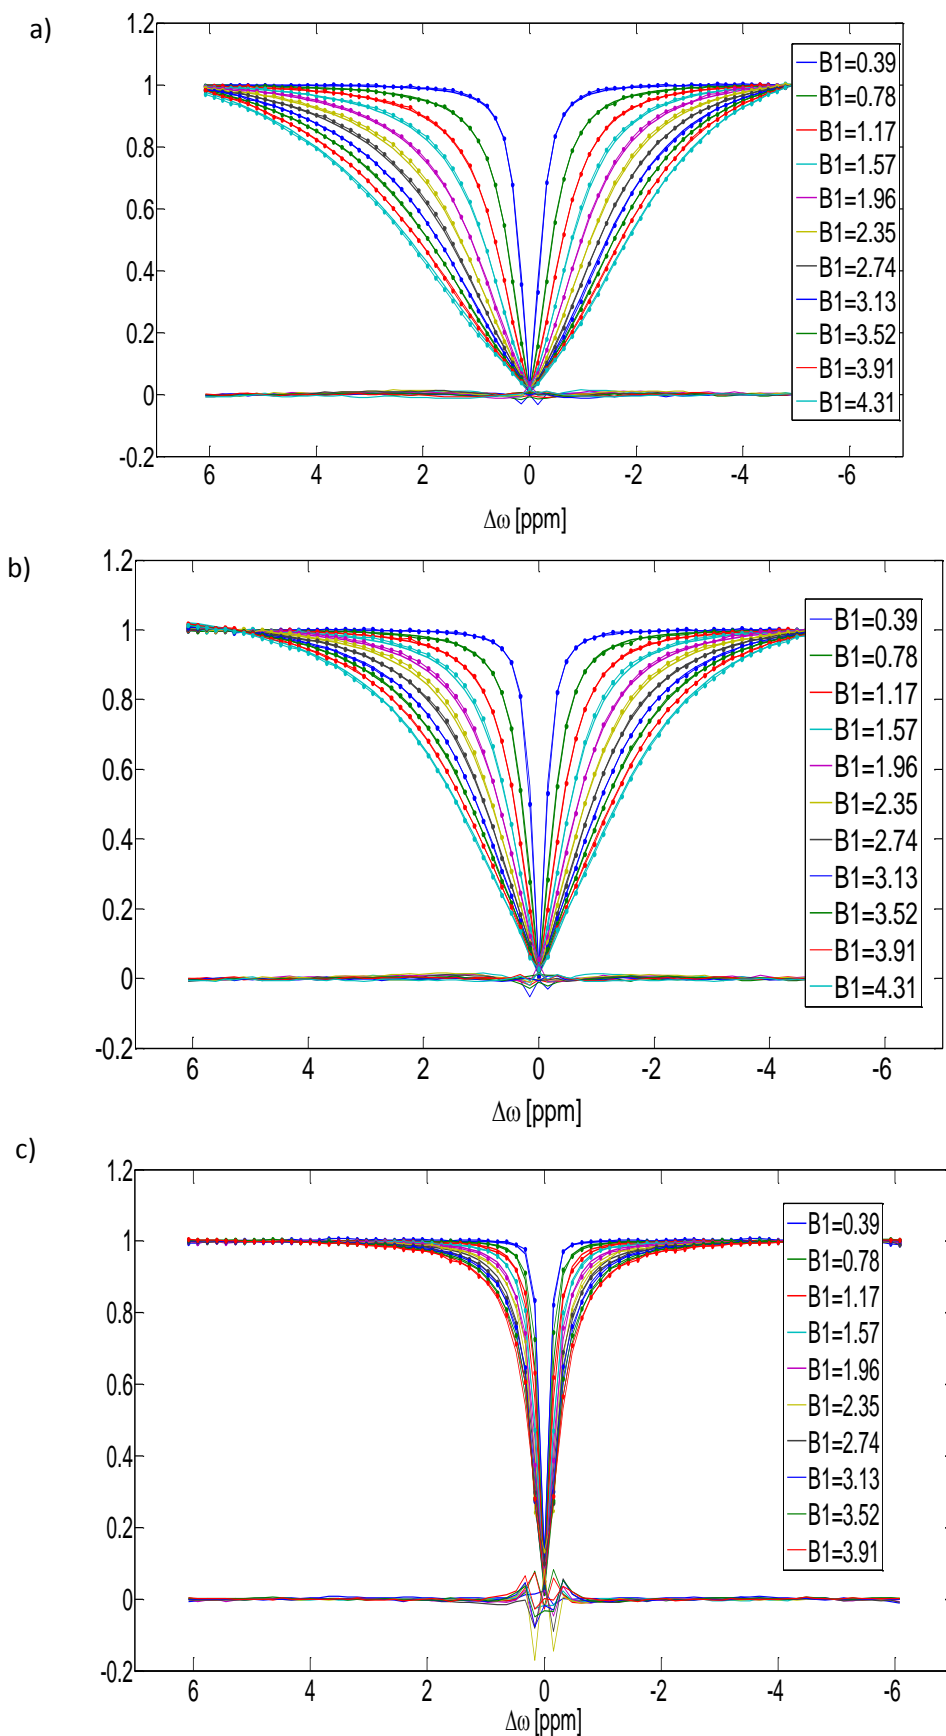 a)
1.2
1
0.8
0.6
0.4
0.2
0
-0.2
6
4
2
0
-2
-4
-6
Δω [ppm]
B1=0.39
B1=0.78
B1=1.17
B1=1.57
B1=1.96
B1=2.35
B1=2.74
B1=3.13
B1=3.52
B1=3.91
B1=4.31
b)
1.2
1
0.8
0.6
0.4
0.2
0
-0.2
6
4
2
0
-2
-4
-6
Δω [ppm]
B1=0.39
B1=0.78
B1=1.17
B1=1.57
B1=1.96
B1=2.35
B1=2.74
B1=3.13
B1=3.52
B1=3.91
B1=4.31
c)
1.2
1
0.8
0.6
0.4
0.2
0
-0.2
6
4
2
0
-2
-4
-6
Δω [ppm]
B1=0.39
B1=0.78
B1=1.17
B1=1.57
B1=1.96
B1=2.35
B1=2.74
B1=3.13
B1=3.52
B1=3.91